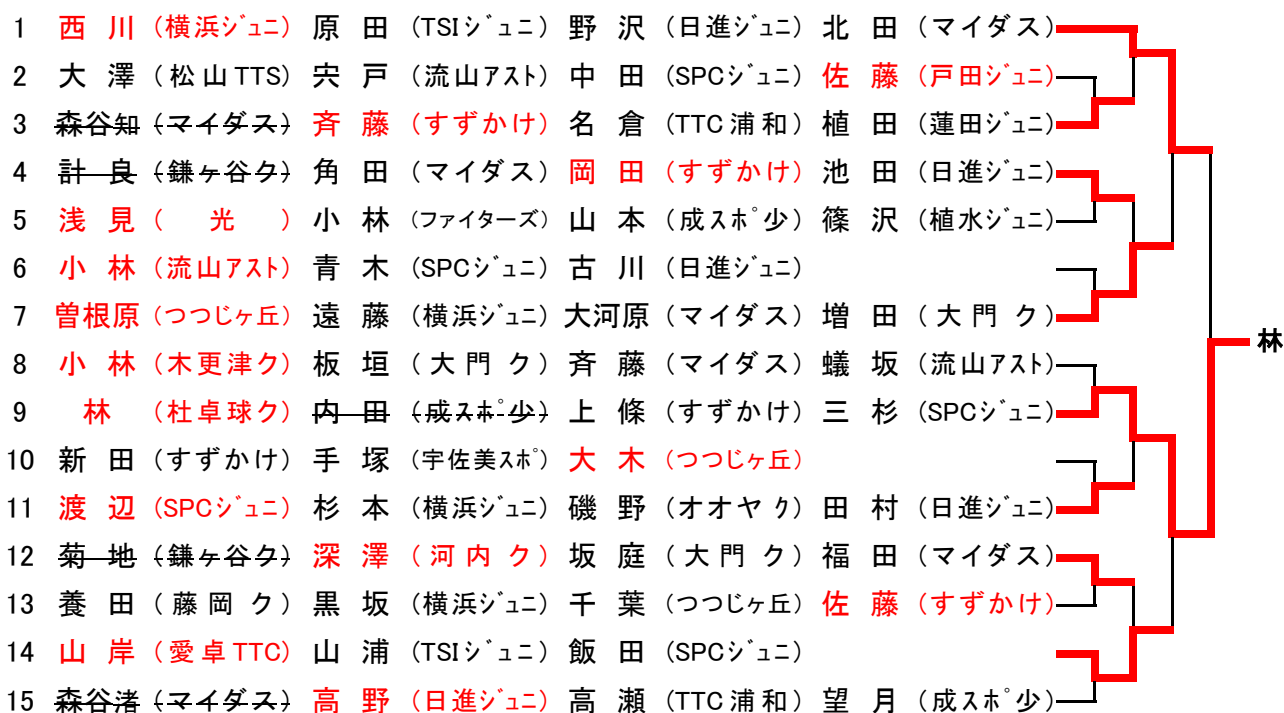 1 西 川 (横浜ジュニ) 原 田 (TSIジュニ) 野 沢 (日進ジュニ) 北 田 (マイダス)
2 大 澤 (松山TTS) 宍 戸 (流山アスト) 中 田 (SPCジュニ) 佐 藤 (戸田ジュニ)
3 森谷知 (マイダス) 斉 藤 (すずかけ) 名 倉 (TTC浦和) 植 田 (蓮田ジュニ)
4 計 良 (鎌ヶ谷ク) 角 田 (マイダス) 岡 田 (すずかけ) 池 田 (日進ジュニ)
5 浅 見 ( 光 ) 小 林 (ファイターズ) 山 本 (成スポ少) 篠 沢 (植水ジュニ)
6 小 林 (流山アスト) 青 木 (SPCジュニ) 古 川 (日進ジュニ)
7 曽根原 (つつじヶ丘) 遠 藤 (横浜ジュニ) 大河原 (マイダス) 増 田 (大 門 ク)
林
8 小 林 (木更津ク) 板 垣 (大 門 ク) 斉 藤 (マイダス) 蟻 坂 (流山アスト)
9 林 (杜卓球ク) 内 田 (成スポ少) 上 條 (すずかけ) 三 杉 (SPCジュニ)
10 新 田 (すずかけ) 手 塚 (宇佐美スポ) 大 木 (つつじヶ丘)
11 渡 辺 (SPCジュニ) 杉 本 (横浜ジュニ) 磯 野 (オオヤク) 田 村 (日進ジュニ)
12 菊 地 (鎌ヶ谷ク) 深 澤 (河 内 ク) 坂 庭 (大 門 ク) 福 田 (マイダス)
13 養 田 (藤 岡 ク) 黒 坂 (横浜ジュニ) 千 葉 (つつじヶ丘) 佐 藤 (すずかけ)
14 山 岸 (愛卓TTC) 山 浦 (TSIジュニ) 飯 田 (SPCジュニ)
15 森谷渚 (マイダス) 高 野 (日進ジュニ) 高 瀬 (TTC浦和) 望 月 (成スポ少)